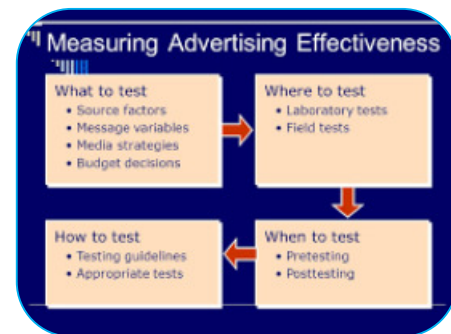 Measuring Advertising Effectiveness
What to test
• Source factors
• Message variables
• Media strategies
• Budget decisions
Where to test
• Laboratory tests
• Field tests
How to test
• Testing guidelines
• Appropriate tests
When to test
• Pretesting
• Posttesting